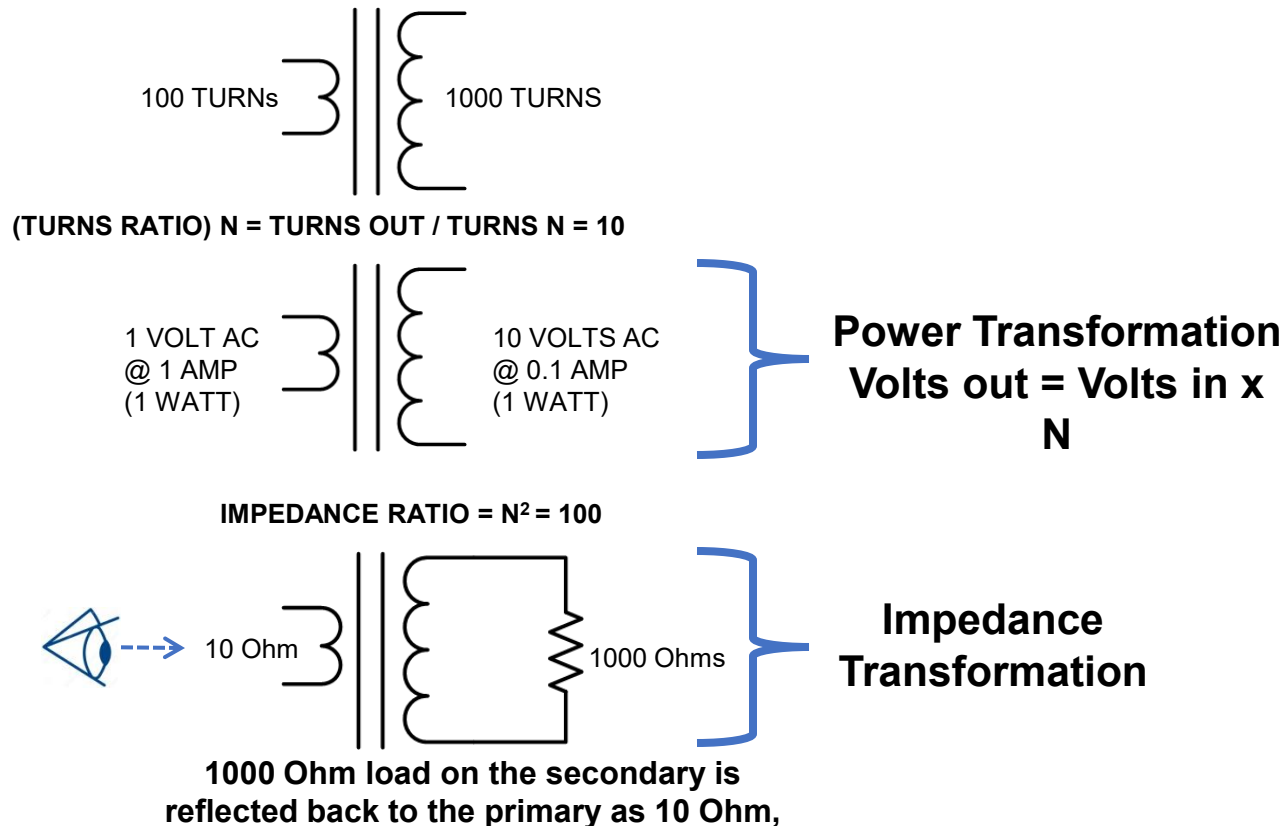 100 TURNs
1000 TURNS
(TURNS RATIO) N = TURNS OUT / TURNS N = 10
1 VOLT AC
@ 1 AMP
(1 WATT)
10 VOLTS AC
@ 0.1 AMP
(1 WATT)
Power Transformation
Volts out = Volts in x
N
IMPEDANCE RATIO = N² = 100
10 Ohm
1000 Ohms
Impedance
Transformation
1000 Ohm load on the secondary is
reflected back to the primary as 10 Ohm,